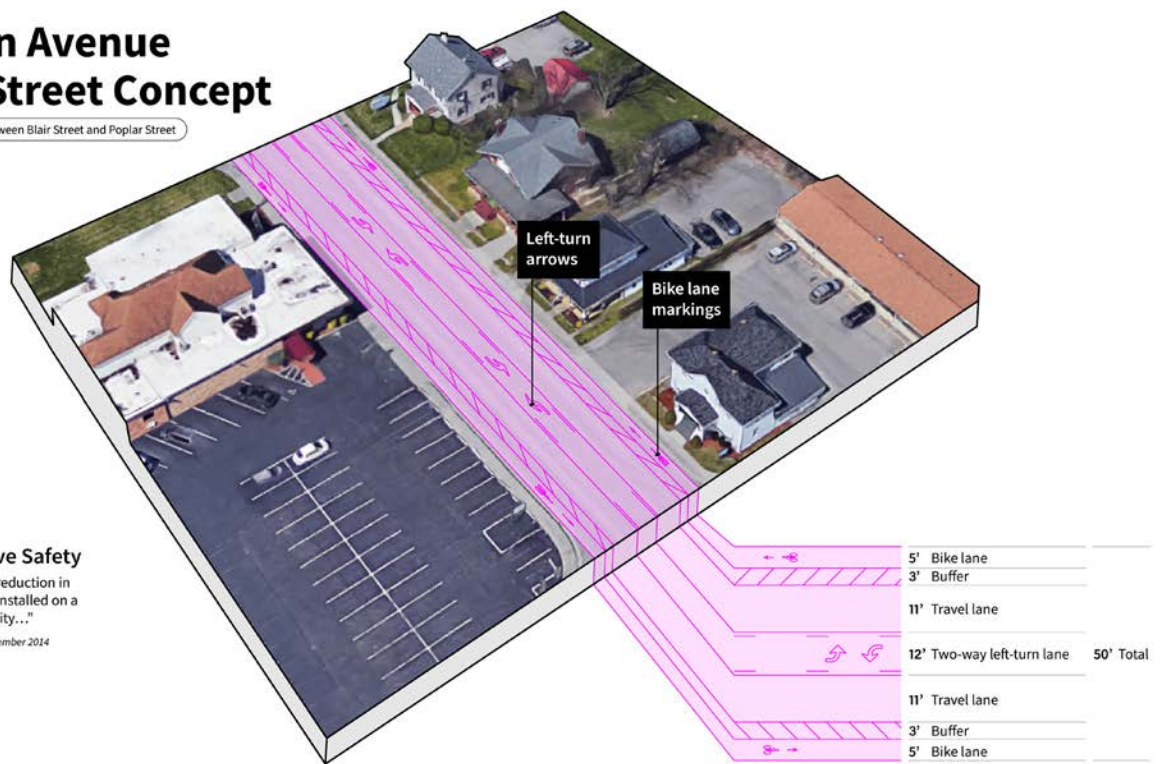 n Avenue
Street Concept
ween Blair Street and Poplar Street
Left-turn
arrows
Bike lane
markings
ve Safety
reduction in
nstalled on a
ity…”
ember 2014
5’ Bike lane
3’ Buffer
11’ Travel lane
12’ Two-way left-turn lane 50’ Total
11’ Travel lane
3’ Buffer
5’ Bike lane